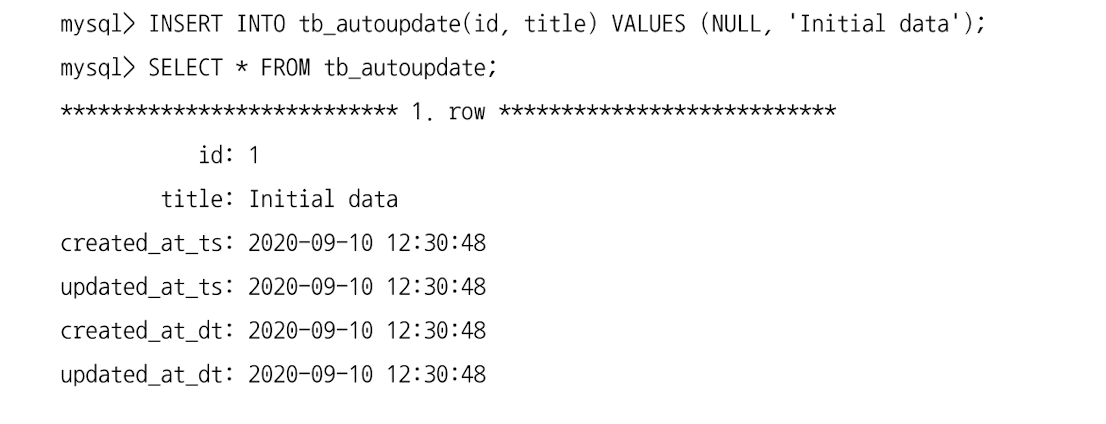 mysql> INSERT INTO tb_autoupdate(id, title) VALUES (NULL, 'Initial data');
mysql> SELECT * FROM tb_autoupdate;
*************************** 1. row ***************************
id: 1
title: Initial data
created_at_ts: 2020-09-10 12:30:48
updated_at_ts: 2020-09-10 12:30:48
created_at_dt: 2020-09-10 12:30:48
updated_at_dt: 2020-09-10 12:30:48